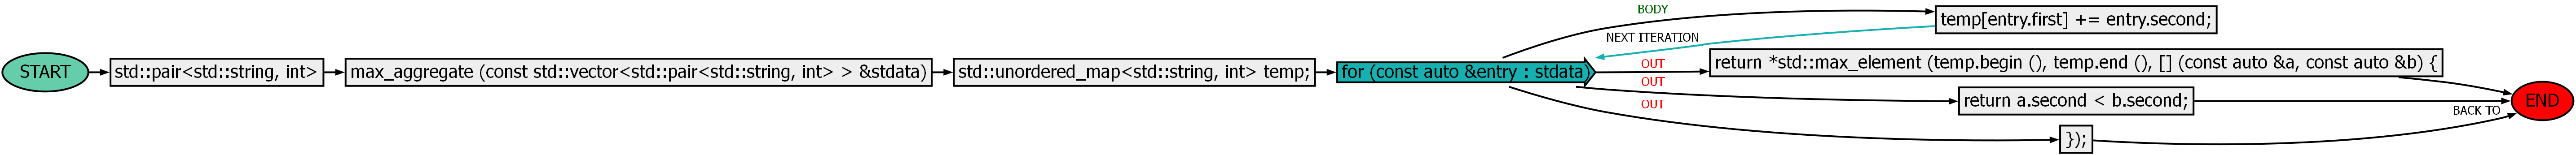 START
std::pair<std::string, int>
max_aggregate (const std::vector<std::pair<std::string, int> > &stdata)
std::unordered_map<std::string, int> temp;
for (const auto &entry : stdata)
BODY
NEXT ITERATION
OUT
OUT
OUT
temp[entry.first] += entry.second;
return *std::max_element (temp.begin (), temp.end (), [] (const auto &a, const auto &b) {
return a.second < b.second;
});
BACK TO
END